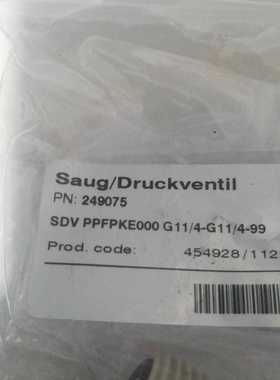 Saug/Druckventil
PN: 249075
SDV PPFPKE000 G11/4-G11/4-99
Prod. code: 454928/112